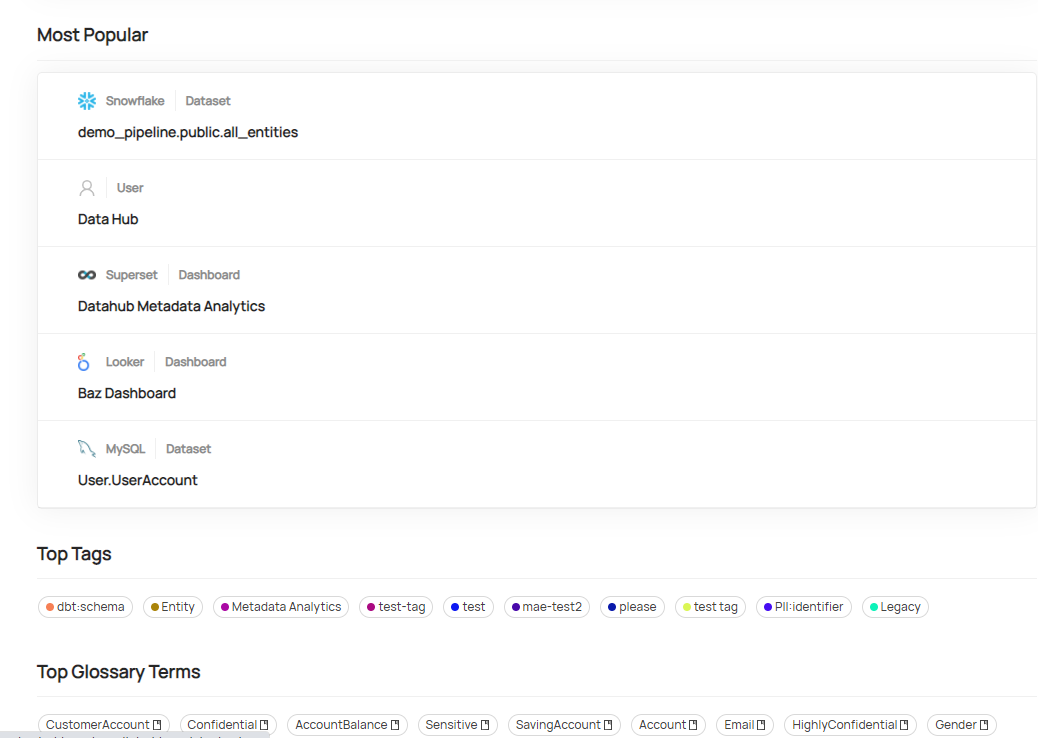 Most Popular
Snowflake Dataset
demo_pipeline.public.all_entities
User
Data Hub
Superset Dashboard
Datahub Metadata Analytics
Looker Dashboard
Baz Dashboard
MySQL Dataset
User.UserAccount
Top Tags
dbt:schema Entity Metadata Analytics test-tag test mae-test2 please test tag PII:identifier Legacy
Top Glossary Terms
CustomerAccount Confidential AccountBalance Sensitive SavingAccount Account Email HighlyConfidential Gender